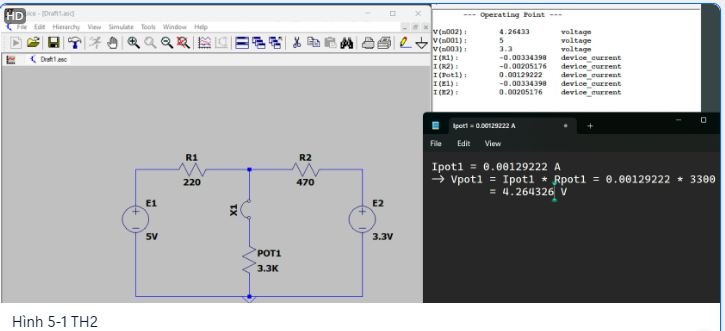 HD
ice - [Draft1.asc]
File Edit Hierarchy View Simulate Tools Window Help
Draft1.asc
R1
220
R2
470
E1
5V
X1
POT1
3.3K
E2
3.3V
--- Operating Point ---
V(n002): 4.26433 voltage
V(n001): 5 voltage
V(n003): 3.3 voltage
I(R1): -0.00334398 device_current
I(R2): -0.00205176 device_current
I(Pot1): 0.00129222 device_current
I(E1): -0.00334398 device_current
I(E2): 0.00205176 device_current
Ipot1 = 0.00129222 A
File Edit View
Ipot1 = 0.00129222 A
→ Vpot1 = Ipot1 * Rpot1 = 0.00129222 * 3300
= 4.264326 V
Hình 5-1 TH2